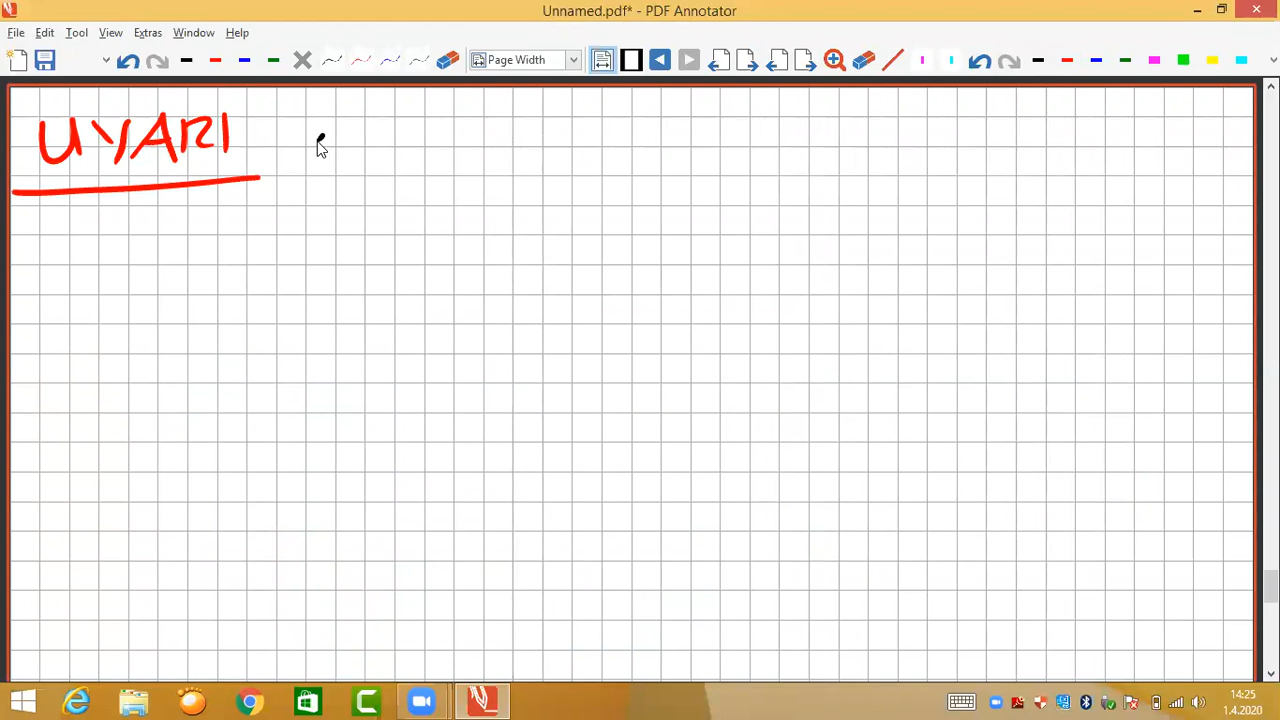 Unnamed.pdf* - PDF Annotator
File Edit Tool View Extras Window Help
Page Width
UYARI
14:25
1.4.2020